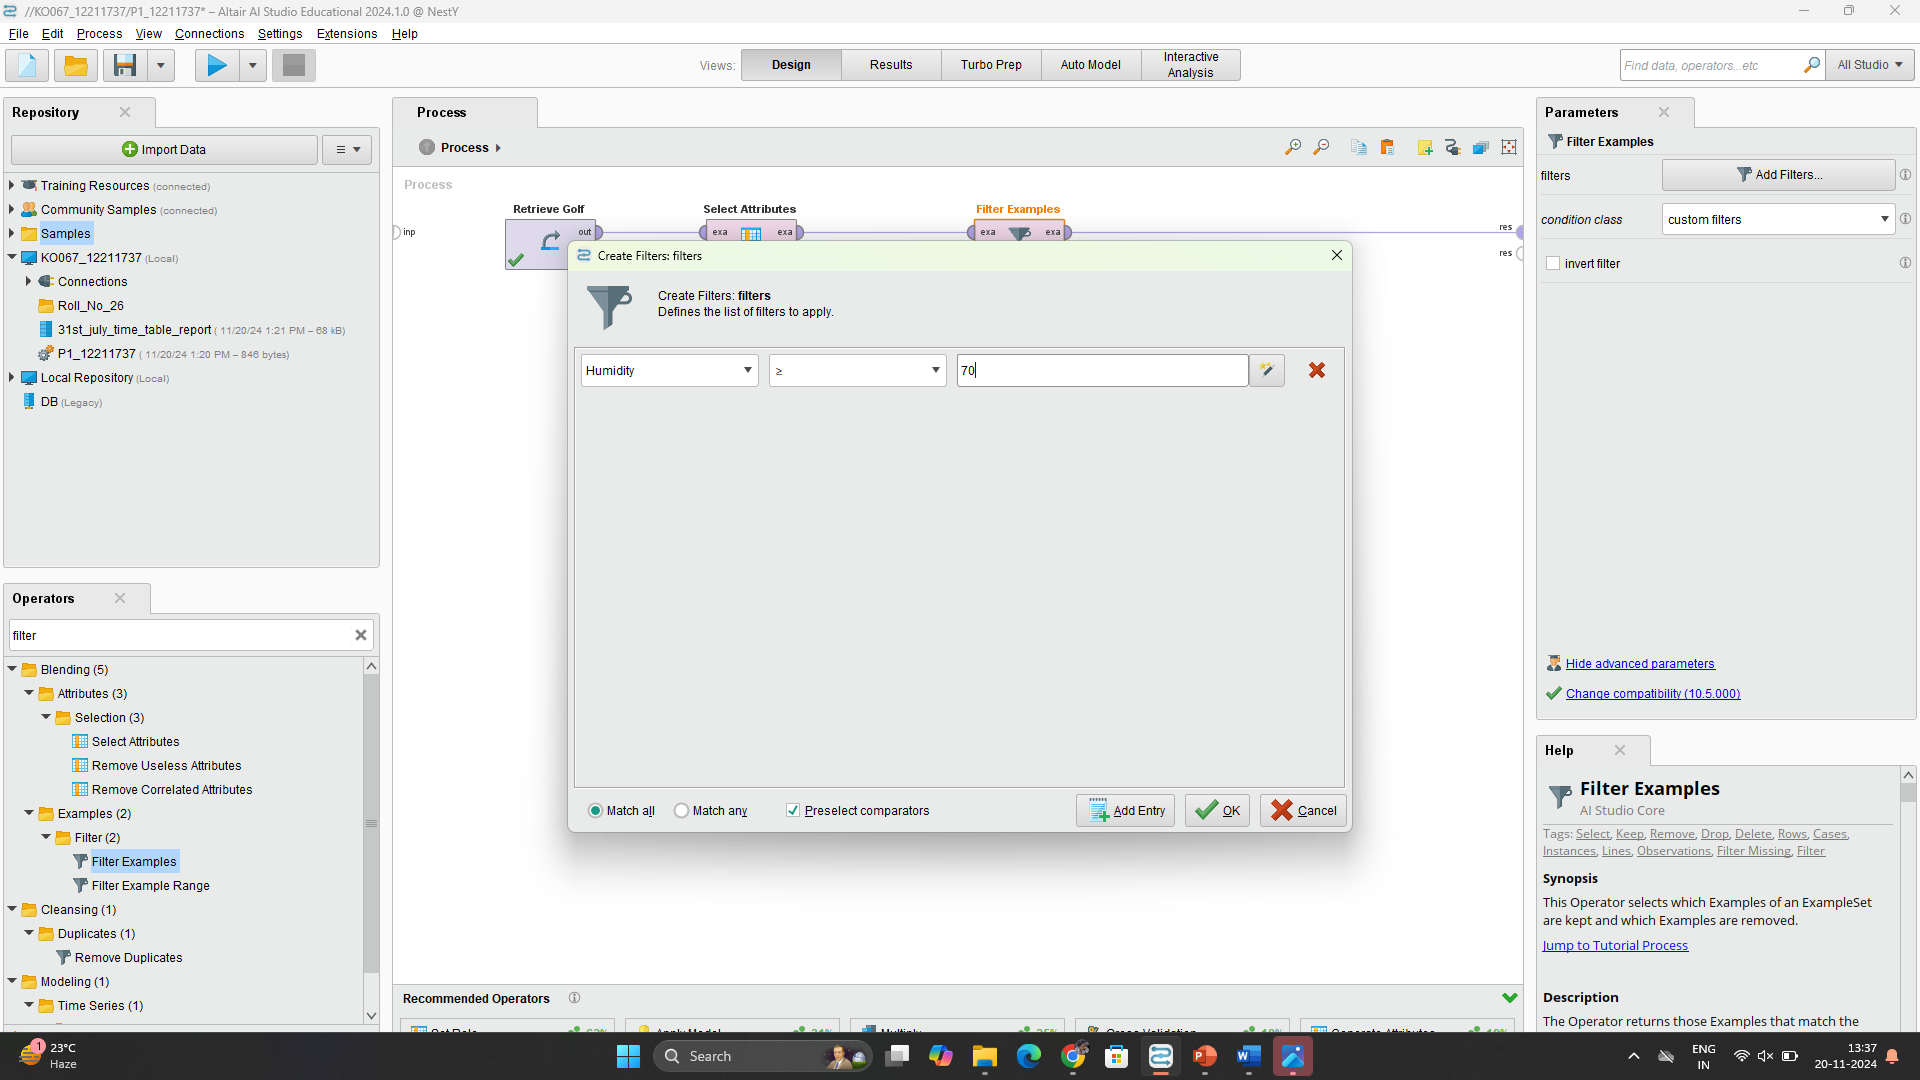 //KO067_12211737/P1_12211737* – Altair AI Studio Educational 2024.1.0 @ NestY
File Edit Process View Connections Settings Extensions Help
Views: Design Results Turbo Prep Auto Model Interactive Analysis
Find data, operators...etc All Studio
Repository
Import Data
Training Resources (connected)
Community Samples (connected)
Samples
KO067_12211737 (Local)
Connections
Roll_No_26
31st_july_time_table_report ( 11/20/24 1:21 PM – 68 kB)
P1_12211737 ( 11/20/24 1:20 PM – 846 bytes)
Local Repository (Local)
DB (Legacy)
Operators
filter
Blending (5)
Attributes (3)
Selection (3)
Select Attributes
Remove Useless Attributes
Remove Correlated Attributes
Examples (2)
Filter (2)
Filter Examples
Filter Example Range
Cleansing (1)
Duplicates (1)
Remove Duplicates
Modeling (1)
Time Series (1)
Process
Process
Process
Retrieve Golf Select Attributes Filter Examples
inp out exa exa exa exa res
res
Create Filters: filters
Create Filters: filters
Defines the list of filters to apply.
Humidity ≥ 70
Match all Match any Preselect comparators Add Entry OK Cancel
Recommended Operators
Parameters
Filter Examples
filters Add Filters...
condition class custom filters
invert filter
Hide advanced parameters
Change compatibility (10.5.000)
Help
Filter Examples
AI Studio Core
Tags: Select, Keep, Remove, Drop, Delete, Rows, Cases,
Instances, Lines, Observations, Filter Missing, Filter
Synopsis
This Operator selects which Examples of an ExampleSet
are kept and which Examples are removed.
Jump to Tutorial Process
Description
The Operator returns those Examples that match the
1
23°C
Haze
Search
ENG
IN
13:37
20-11-2024